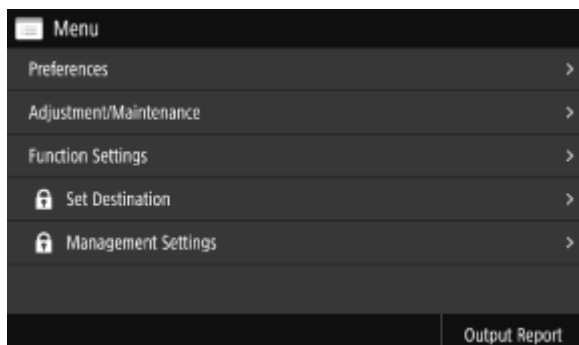 Menu
Preferences
Adjustment/Maintenance
Function Settings
Set Destination
Management Settings
Output Report